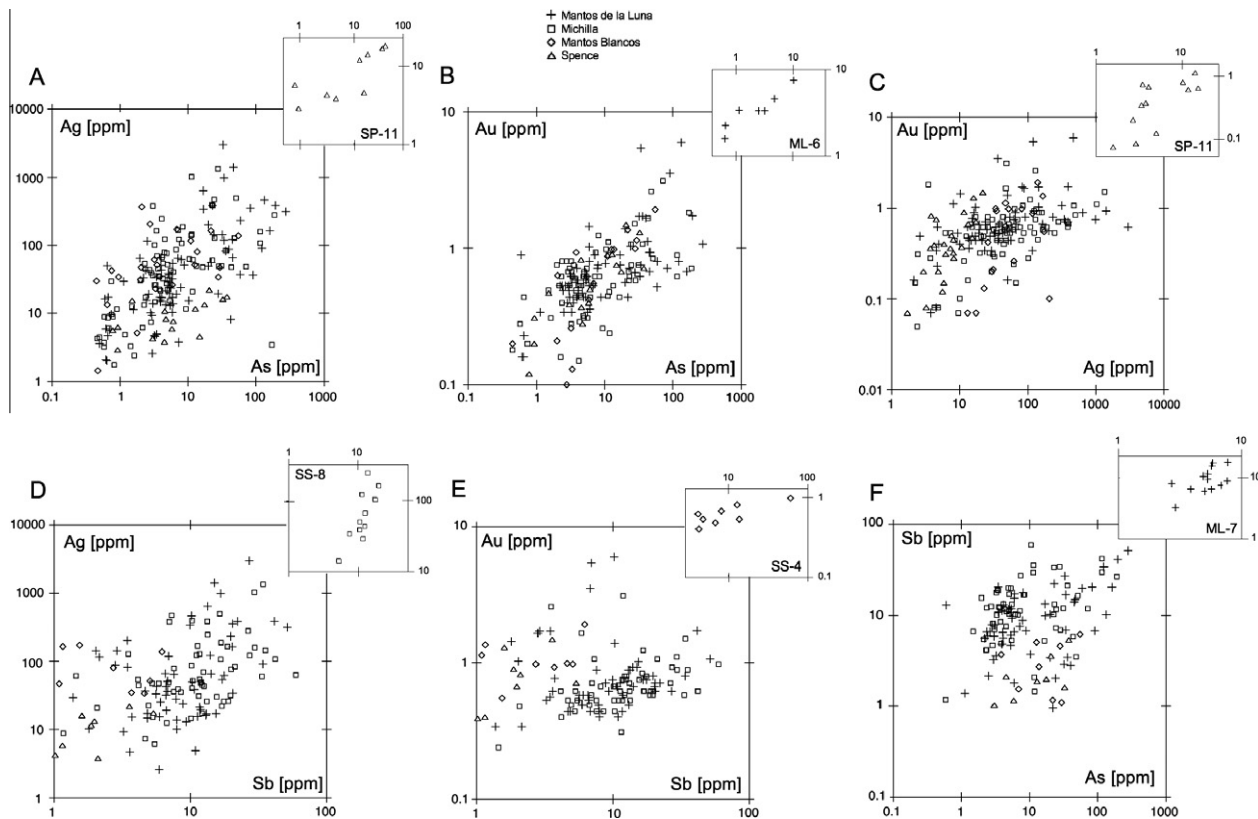 + Mantos de la Luna
□ Michilla
◇ Mantos Blancos
△ Spence
A
1 10 100
10
1
SP-11
Ag [ppm]
10000
1000
100
10
1
0.1 1 10 100 1000
As [ppm]
B
1 10
10
1
ML-6
Au [ppm]
10
1
0.1
0.1 1 10 100 1000
As [ppm]
C
1 10
1
0.1
SP-11
Au [ppm]
10
1
0.1
0.01
1 10 100 1000 10000
Ag [ppm]
D
1 10
SS-8
100
10
Ag [ppm]
10000
1000
100
10
1
1 10 100
Sb [ppm]
E
10
1
0.1
SS-4
Au [ppm]
10
1
0.1
1 10 100
Sb [ppm]
F
1 10
10
1
ML-7
Sb [ppm]
100
10
1
0.1
0.1 1 10 100 1000
As [ppm]